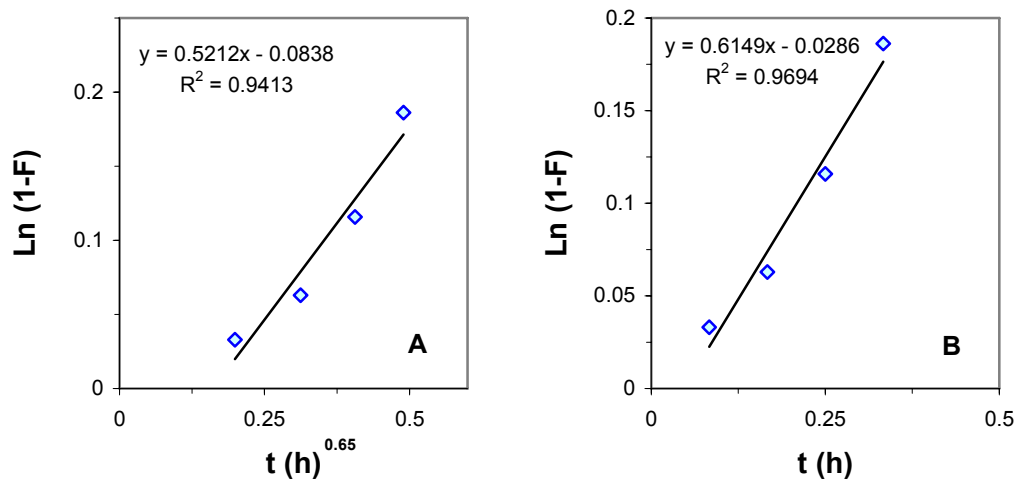 y = 0.5212x - 0.0838
R² = 0.9413
0.2
0.1
0
0
0.25
0.5
Ln (1-F)
t (h)^0.65
A
y = 0.6149x - 0.0286
R² = 0.9694
0.2
0.15
0.1
0.05
0
0
0.25
0.5
Ln (1-F)
t (h)
B